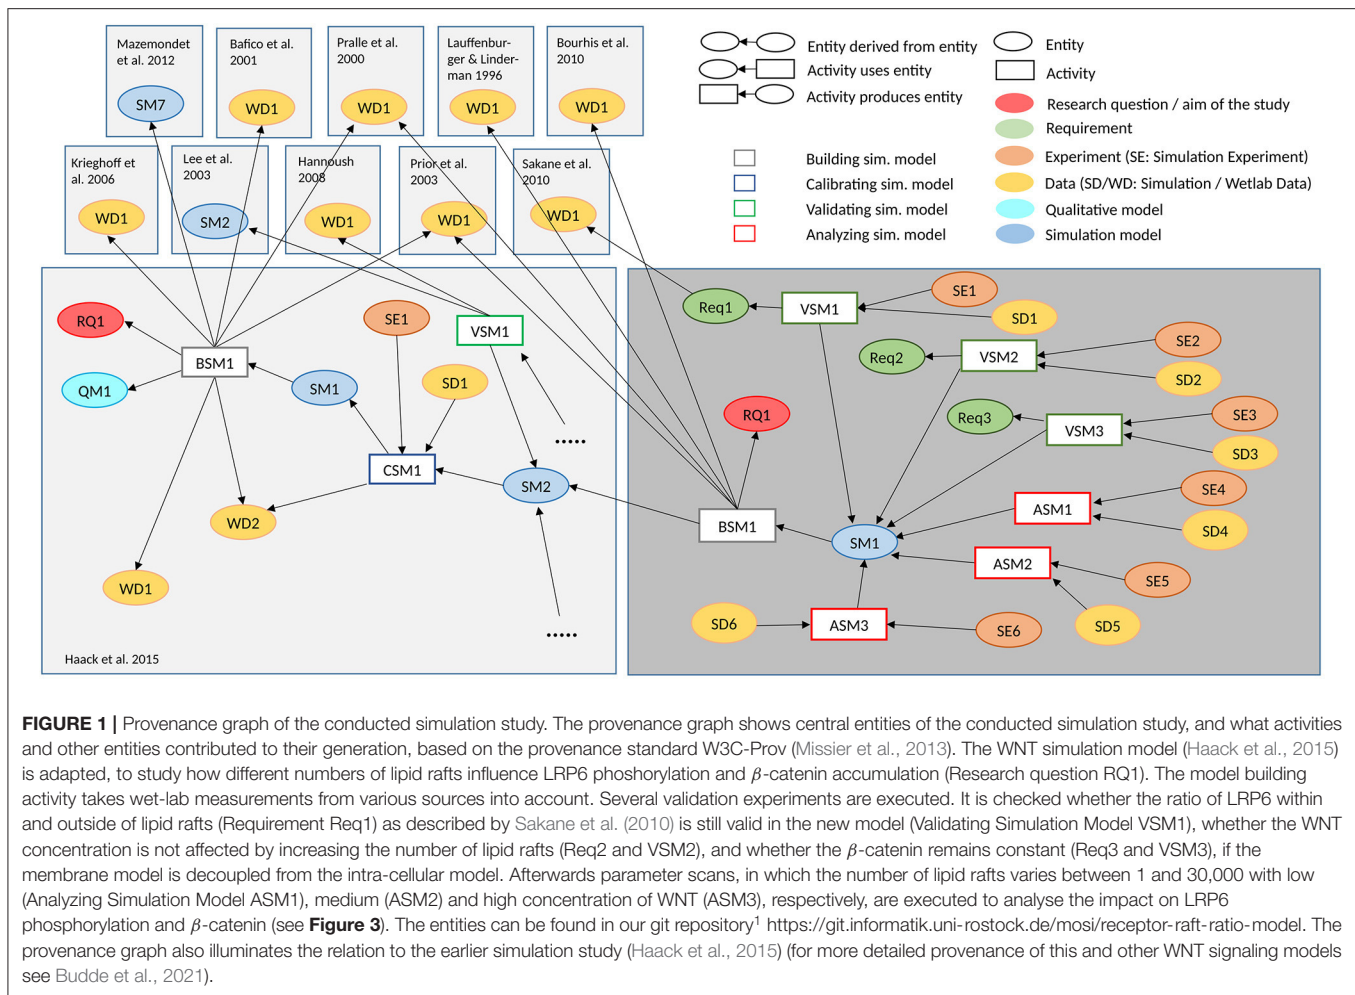 Mazemondet
et al. 2012
SM7
Bafico et al.
2001
WD1
Pralle et al.
2000
WD1
Lauffenbur-
ger & Linder-
man 1996
WD1
Bourhis et al.
2010
WD1
Krieghoff et
al. 2006
WD1
Lee et al.
2003
SM2
Hannoush
2008
WD1
Prior et al.
2003
WD1
Sakane et al.
2010
WD1
Entity derived from entity
Activity uses entity
Activity produces entity
Building sim. model
Calibrating sim. model
Validating sim. model
Analyzing sim. model
Entity
Activity
Research question / aim of the study
Requirement
Experiment (SE: Simulation Experiment)
Data (SD/WD: Simulation / Wetlab Data)
Qualitative model
Simulation model
RQ1
QM1
BSM1
SM1
SE1
SD1
VSM1
CSM1
SM2
WD2
WD1
.....
.....
Haack et al. 2015
Req1
VSM1
SE1
SD1
Req2
VSM2
SE2
SD2
Req3
VSM3
SE3
SD3
RQ1
BSM1
SM1
ASM1
SE4
SD4
ASM2
SE5
SD5
ASM3
SD6
SE6
FIGURE 1 | Provenance graph of the conducted simulation study. The provenance graph shows central entities of the conducted simulation study, and what activities
and other entities contributed to their generation, based on the provenance standard W3C-Prov (Missier et al., 2013). The WNT simulation model (Haack et al., 2015)
is adapted, to study how different numbers of lipid rafts influence LRP6 phoshorylation and β-catenin accumulation (Research question RQ1). The model building
activity takes wet-lab measurements from various sources into account. Several validation experiments are executed. It is checked whether the ratio of LRP6 within
and outside of lipid rafts (Requirement Req1) as described by Sakane et al. (2010) is still valid in the new model (Validating Simulation Model VSM1), whether the WNT
concentration is not affected by increasing the number of lipid rafts (Req2 and VSM2), and whether the β-catenin remains constant (Req3 and VSM3), if the
membrane model is decoupled from the intra-cellular model. Afterwards parameter scans, in which the number of lipid rafts varies between 1 and 30,000 with low
(Analyzing Simulation Model ASM1), medium (ASM2) and high concentration of WNT (ASM3), respectively, are executed to analyse the impact on LRP6
phosphorylation and β-catenin (see Figure 3). The entities can be found in our git repository1 https://git.informatik.uni-rostock.de/mosi/receptor-raft-ratio-model. The
provenance graph also illuminates the relation to the earlier simulation study (Haack et al., 2015) (for more detailed provenance of this and other WNT signaling models
see Budde et al., 2021).